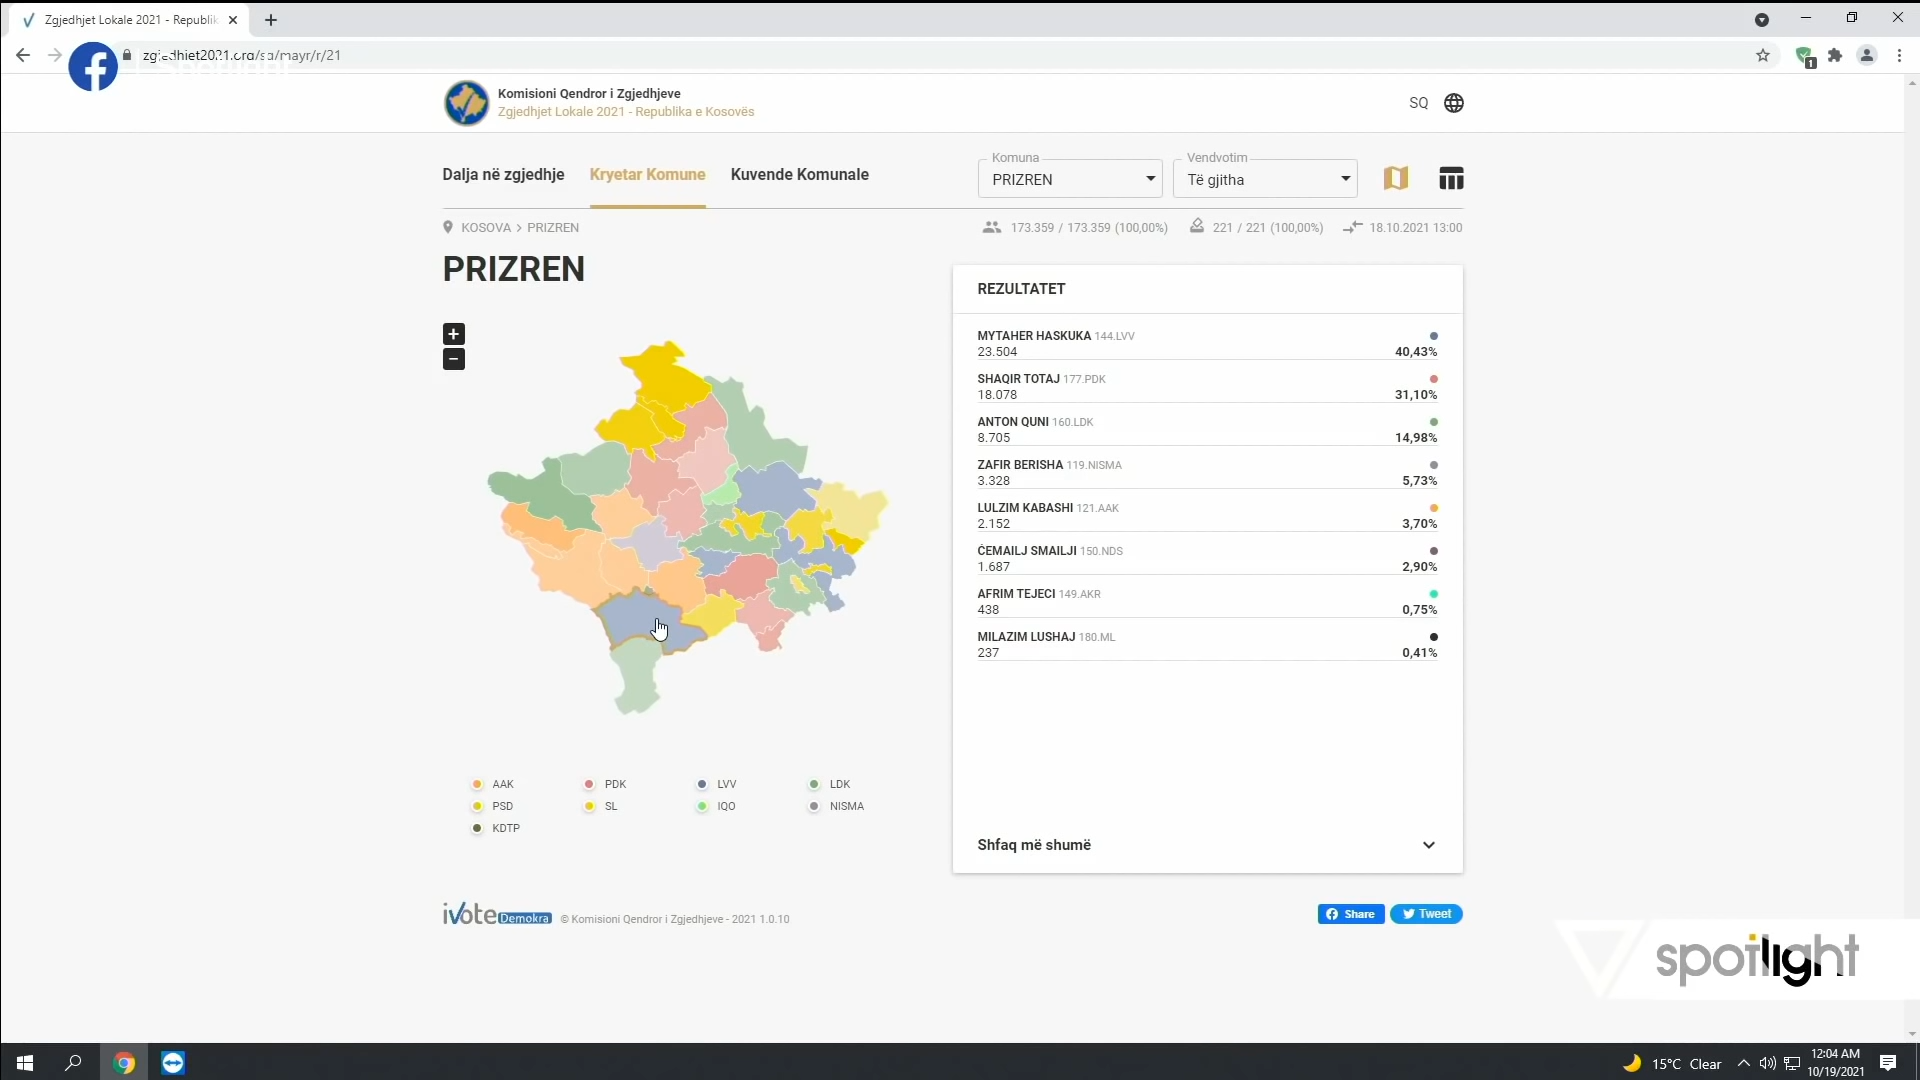 Zgjedhjet Lokale 2021 - Republik
zgjedhjet2021.org/sq/mayr/r/21
1
Komisioni Qendror i Zgjedhjeve
Zgjedhjet Lokale 2021 - Republika e Kosovës
SQ
Dalja në zgjedhje
Kryetar Komune
Kuvende Komunale
Komuna
PRIZREN
Vendvotim
Të gjitha
KOSOVA > PRIZREN
173.359 / 173.359 (100,00%)
221 / 221 (100,00%)
18.10.2021 13:00
PRIZREN
+
−
REZULTATET
MYTAHER HASKUKA 144.LVV
23.504 40,43%
SHAQIR TOTAJ 177.PDK
18.078 31,10%
ANTON QUNI 160.LDK
8.705 14,98%
ZAFIR BERISHA 119.NISMA
3.328 5,73%
LULZIM KABASHI 121.AAK
2.152 3,70%
ĆEMAILJ SMAILJI 150.NDS
1.687 2,90%
AFRIM TEJECI 149.AKR
438 0,75%
MILAZIM LUSHAJ 180.ML
237 0,41%
Shfaq më shumë
AAK PDK LVV LDK
PSD SL IQO NISMA
KDTP
iVote Demokra © Komisioni Qendror i Zgjedhjeve - 2021 1.0.10
Share
Tweet
spotlight
15°C Clear
12:04 AM
10/19/2021